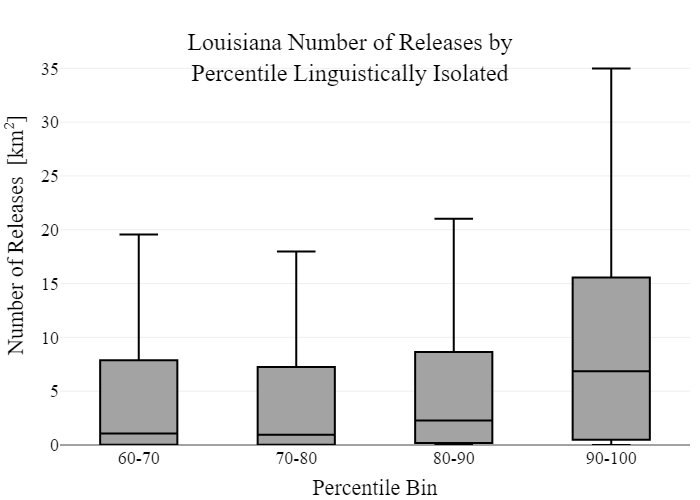 Louisiana Number of Releases by
Percentile Linguistically Isolated
Number of Releases [km²]
35
30
25
20
15
10
5
0
60-70 70-80 80-90 90-100
Percentile Bin